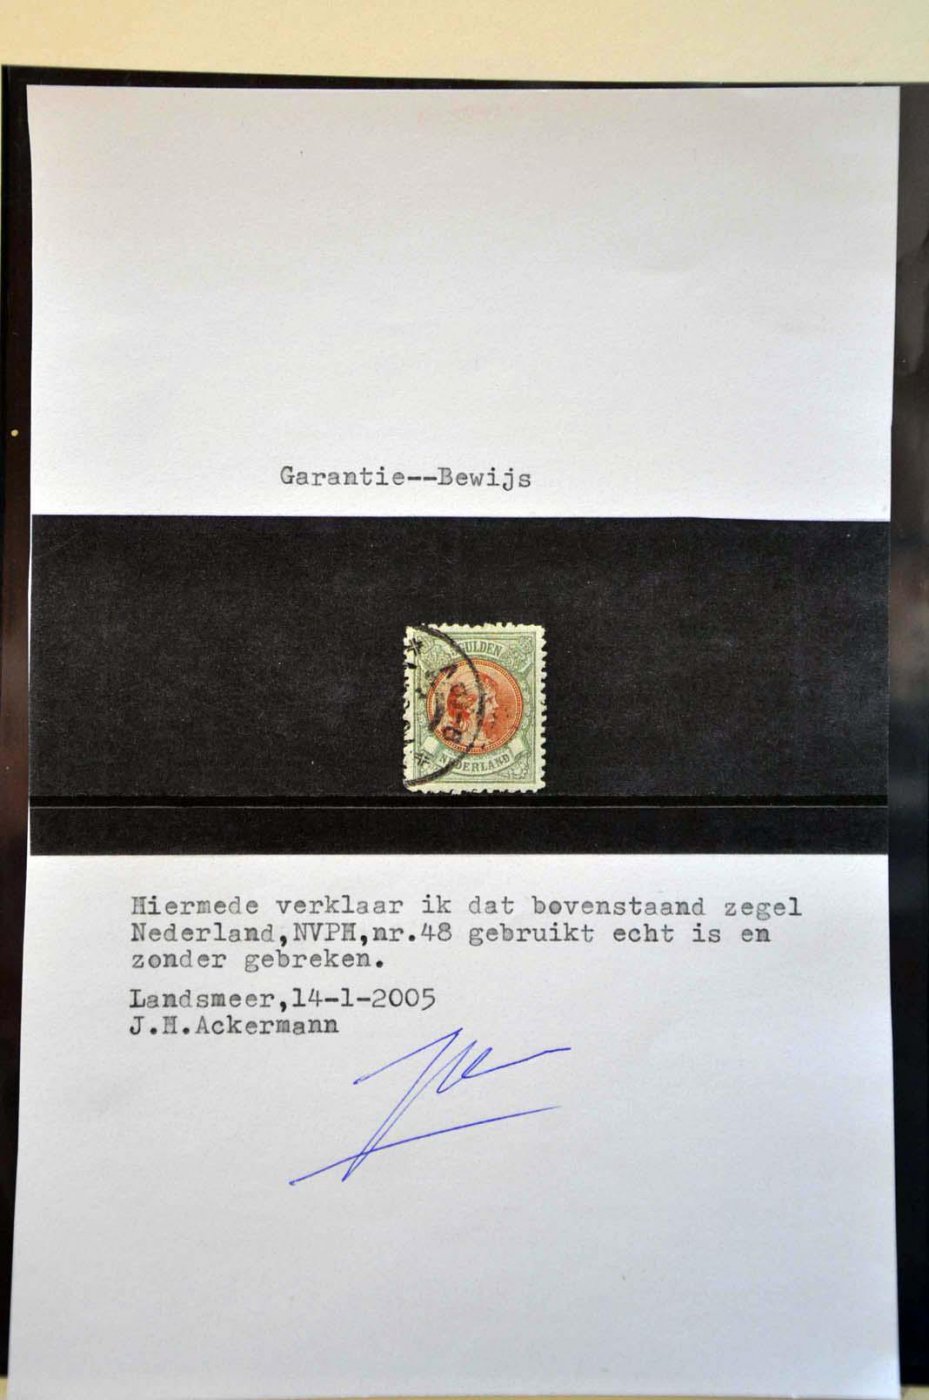 Garantie--Bewijs
GULDEN
NEDERLAND
Hiermede verklaar ik dat bovenstaand zegel
Nederland,NVPH,nr.48 gebruikt echt is en
zonder gebreken.
Landsmeer,14-1-2005
J.H.Ackermann